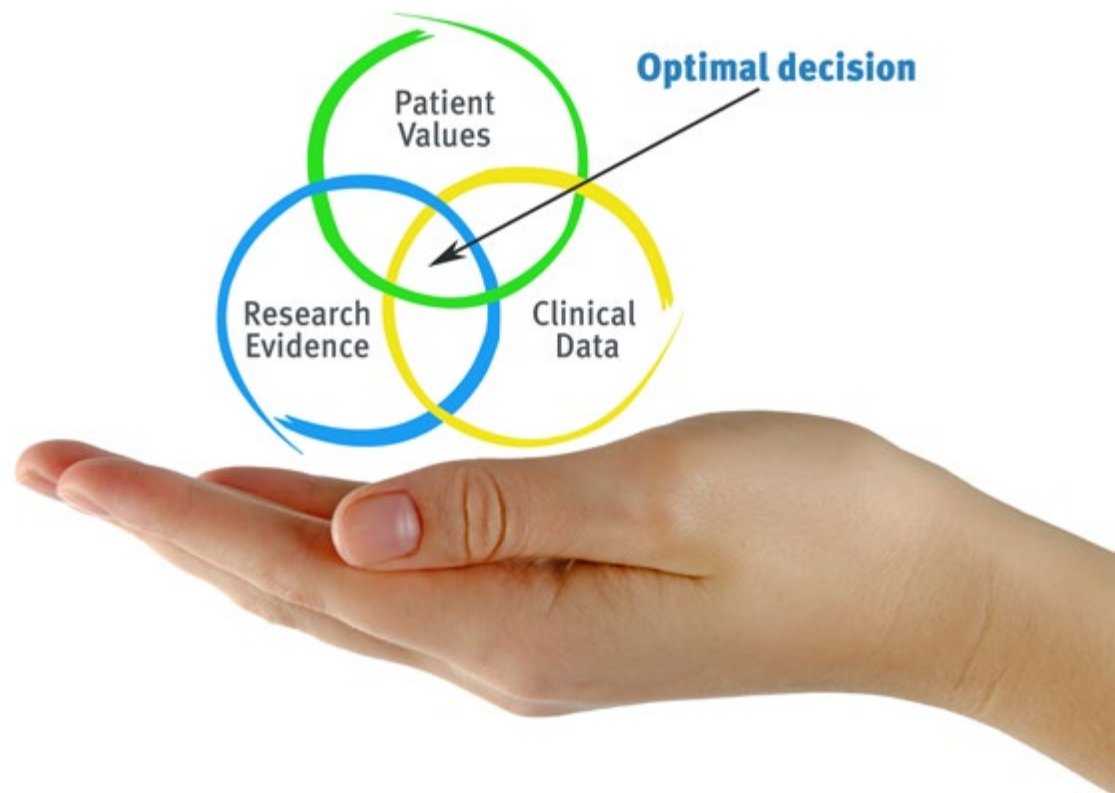 Optimal decision
Patient
Values
Research
Evidence
Clinical
Data